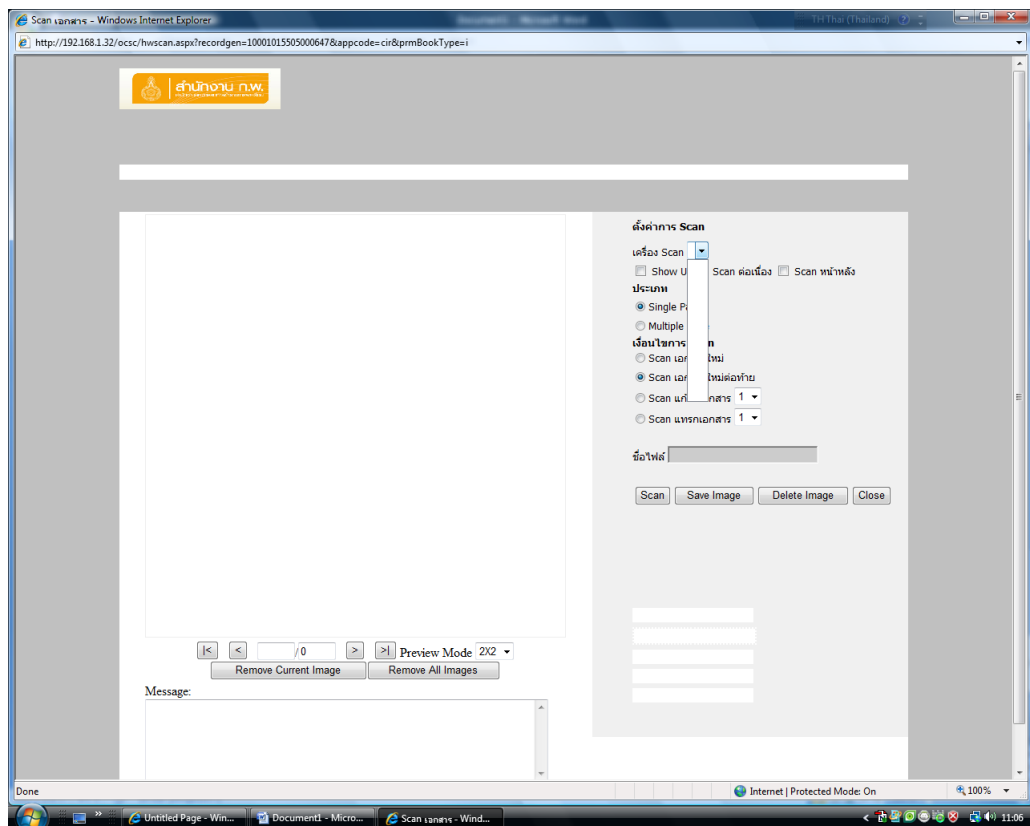 Scan เอกสาร - Windows Internet Explorer
Document1 - Microsoft Word
TH Thai (Thailand)
http://192.168.1.32/ocsc/hwscan.aspx?recordgen=10001015505000647&appcode=cir&prmBookType=i
สำนักงาน ก.พ.
ตั้งค่าการ Scan
เครื่อง Scan
Show U Scan ต่อเนื่อง Scan หน้าหลัง
ประเภท
Single Pa
Multiple
เงื่อนไขการ n
Scan เอก ใหม่
Scan เอก ใหม่ต่อท้าย
Scan แก้ กสาร 1
Scan แทรกเอกสาร 1
ชื่อไฟล์
Scan Save Image Delete Image Close
|< < /0 > >| Preview Mode 2X2
Remove Current Image Remove All Images
Message:
Done Internet | Protected Mode: On 100%
Untitled Page - Win... Document1 - Micro... Scan เอกสาร - Wind... 11:06